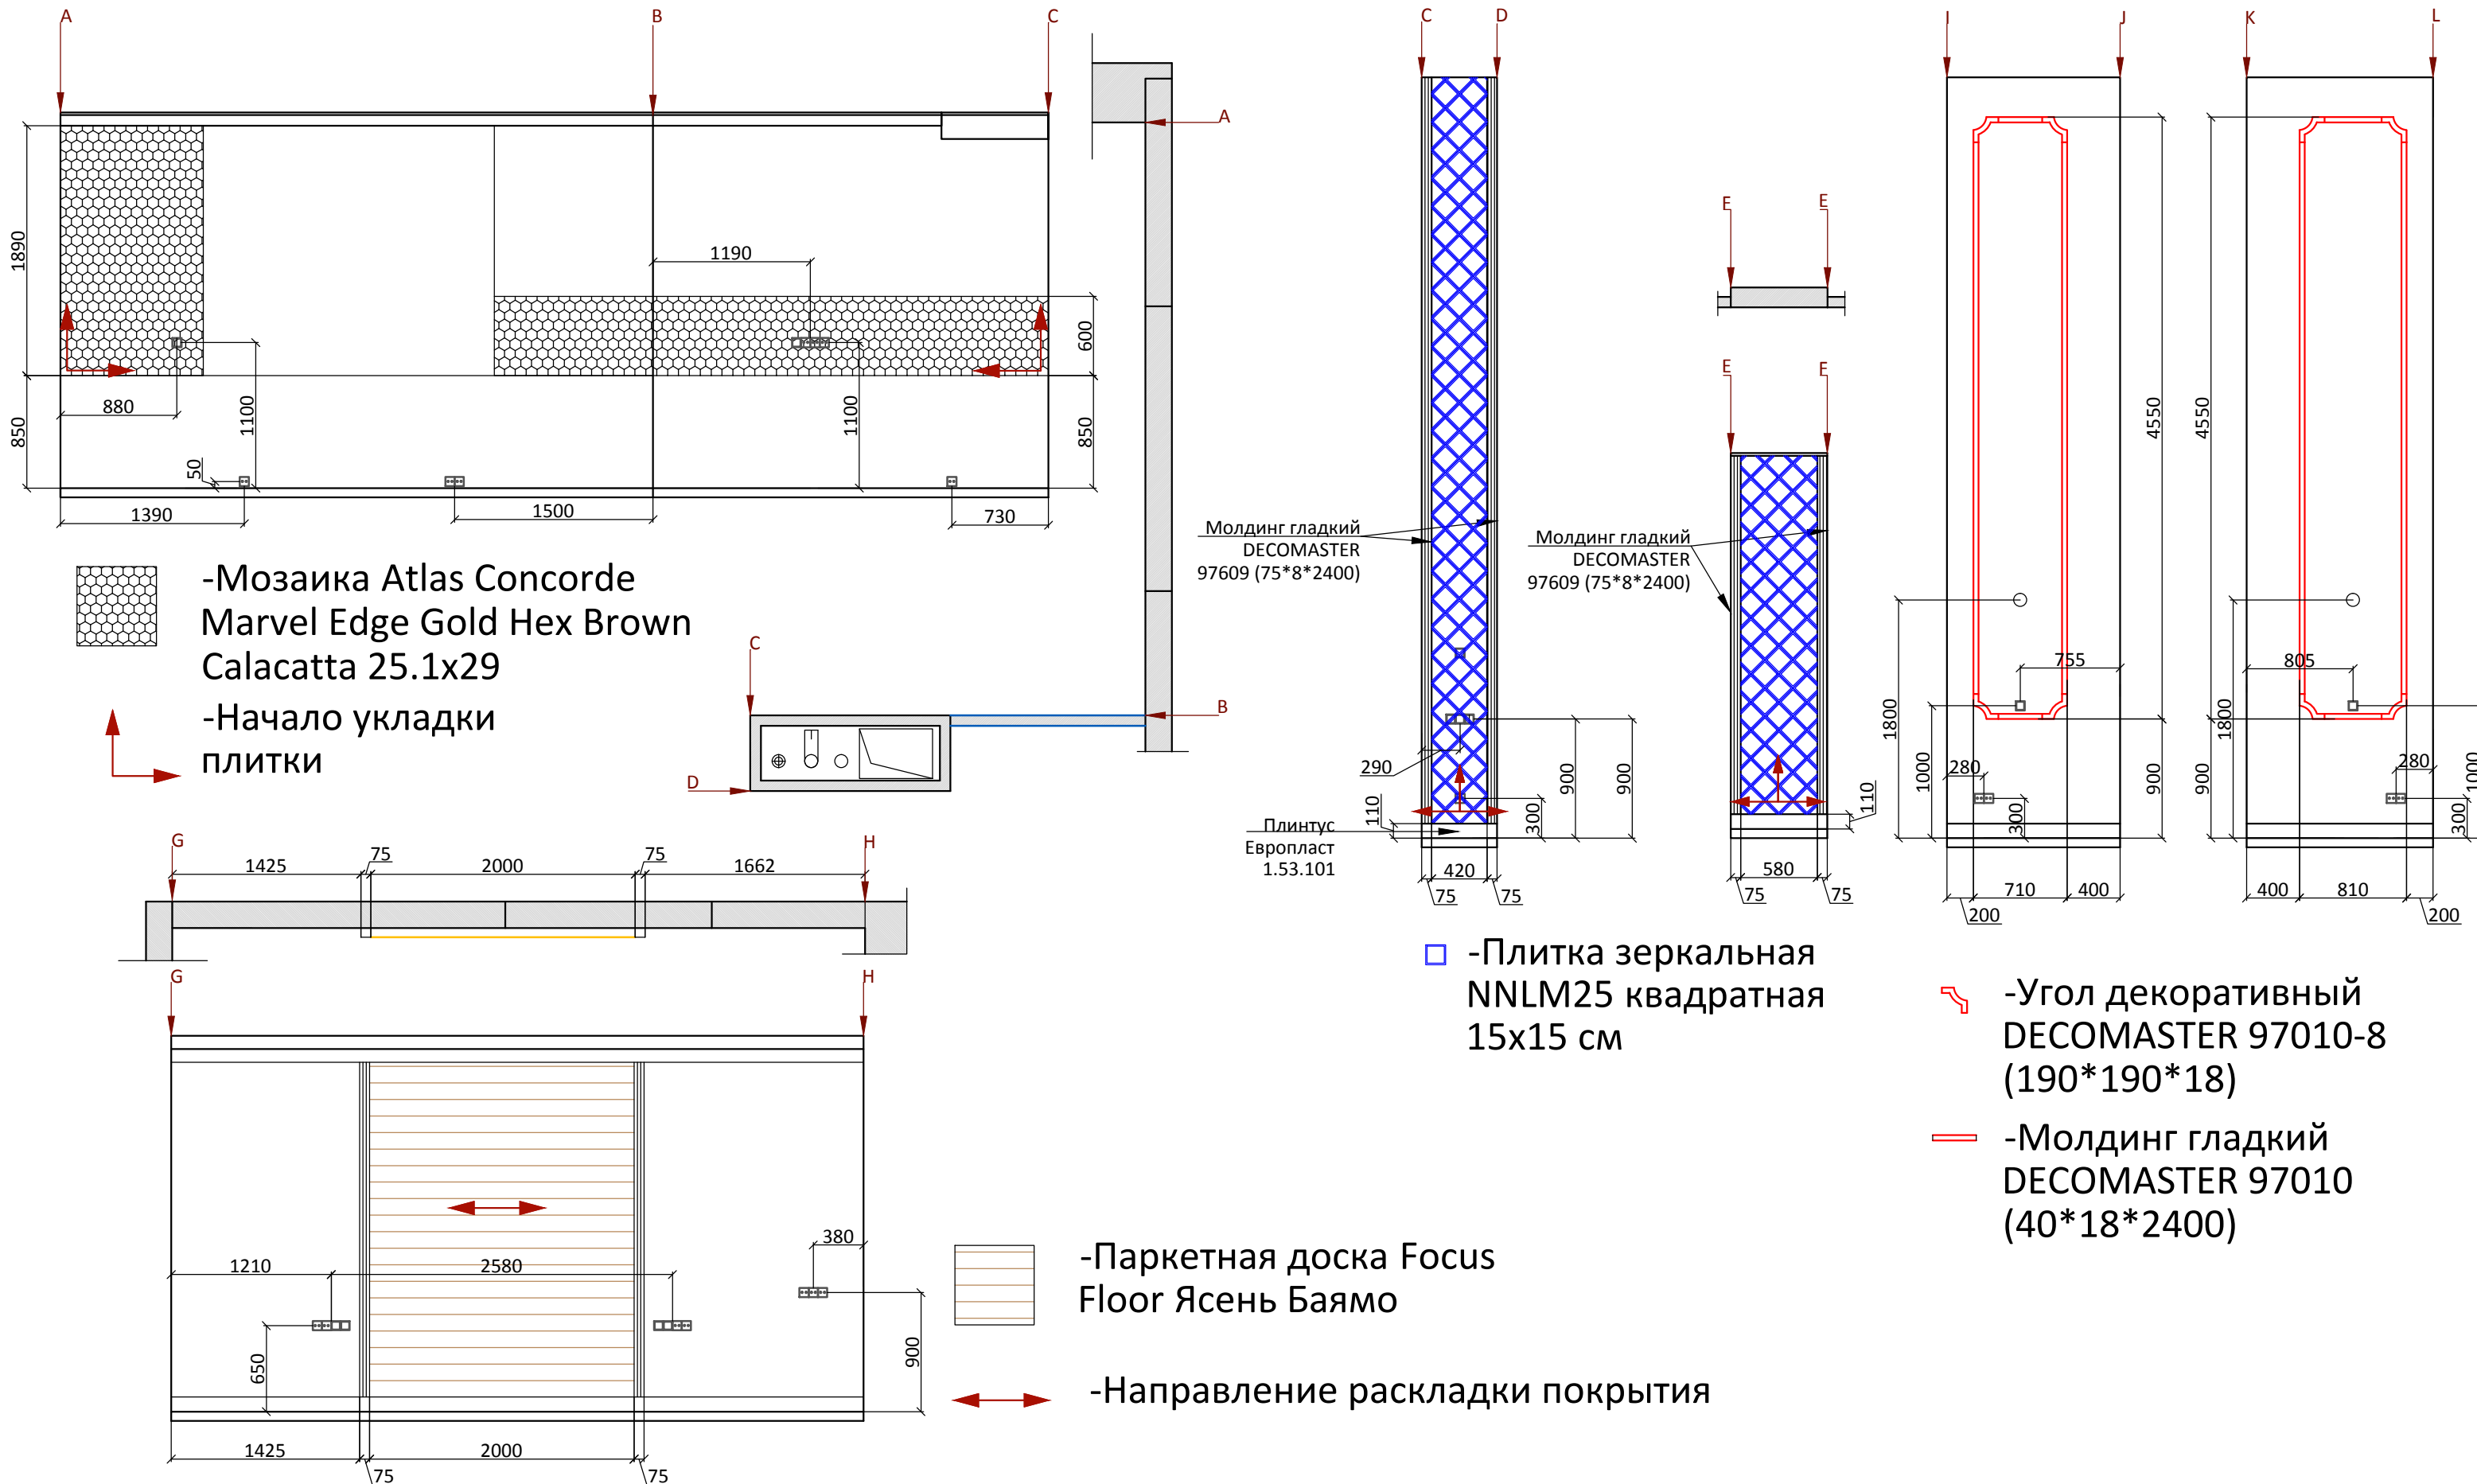 A
B
C
1890
850
1190
600
850
880
1100
1100
50
1390
1500
730
A
B
C
D
-Мозаика Atlas Concorde
Marvel Edge Gold Hex Brown
Calacatta 25.1x29
-Начало укладки
плитки
C
D
Молдинг гладкий
DECOMASTER
97609 (75*8*2400)
290
110
300
900
900
Плинтус
Европласт
1.53.101
420
75
75
F
E
E
F
Молдинг гладкий
DECOMASTER
97609 (75*8*2400)
110
580
75
75
-Плитка зеркальная
NNLM25 квадратная
15x15 см
I
J
4550
755
1800
1000
280
300
900
710
400
200
K
L
4550
805
1800
900
280
1000
300
400
810
200
-Угол декоративный
DECOMASTER 97010-8
(190*190*18)
-Молдинг гладкий
DECOMASTER 97010
(40*18*2400)
G
H
1425
75
2000
75
1662
G
H
1210
2580
380
650
900
1425
2000
75
75
-Паркетная доска Focus
Floor Ясень Баямо
-Направление раскладки покрытия